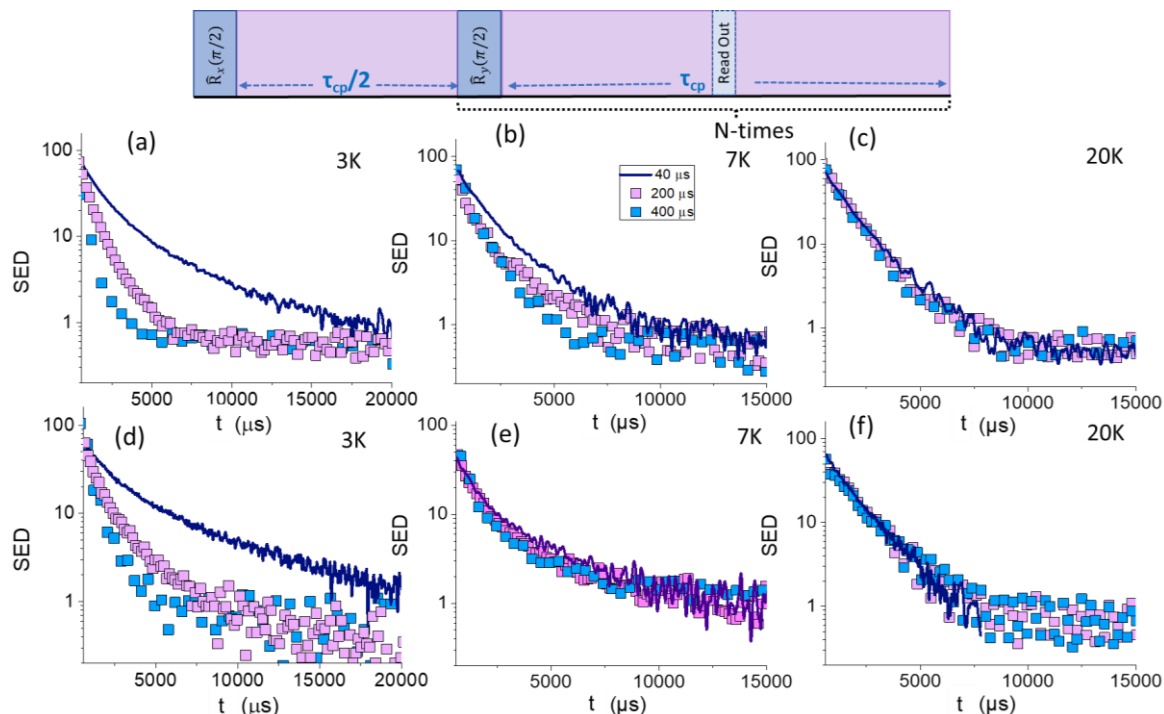 R̂ₓ(π/2)
τcp/2
R̂ᵧ(π/2)
τcp
Read Out
N-times
(a) 3K
(b) 7K
(c) 20K
40 μs
200 μs
400 μs
100
10
1
SED
5000 10000 15000 20000
t (μs)
100
10
1
SED
5000 10000 15000
t (μs)
100
10
1
SED
5000 10000 15000
t (μs)
(d) 3K
(e) 7K
(f) 20K
100
10
1
SED
5000 10000 15000 20000
t (μs)
100
10
1
SED
5000 10000 15000
t (μs)
100
10
1
SED
5000 10000 15000
t (μs)